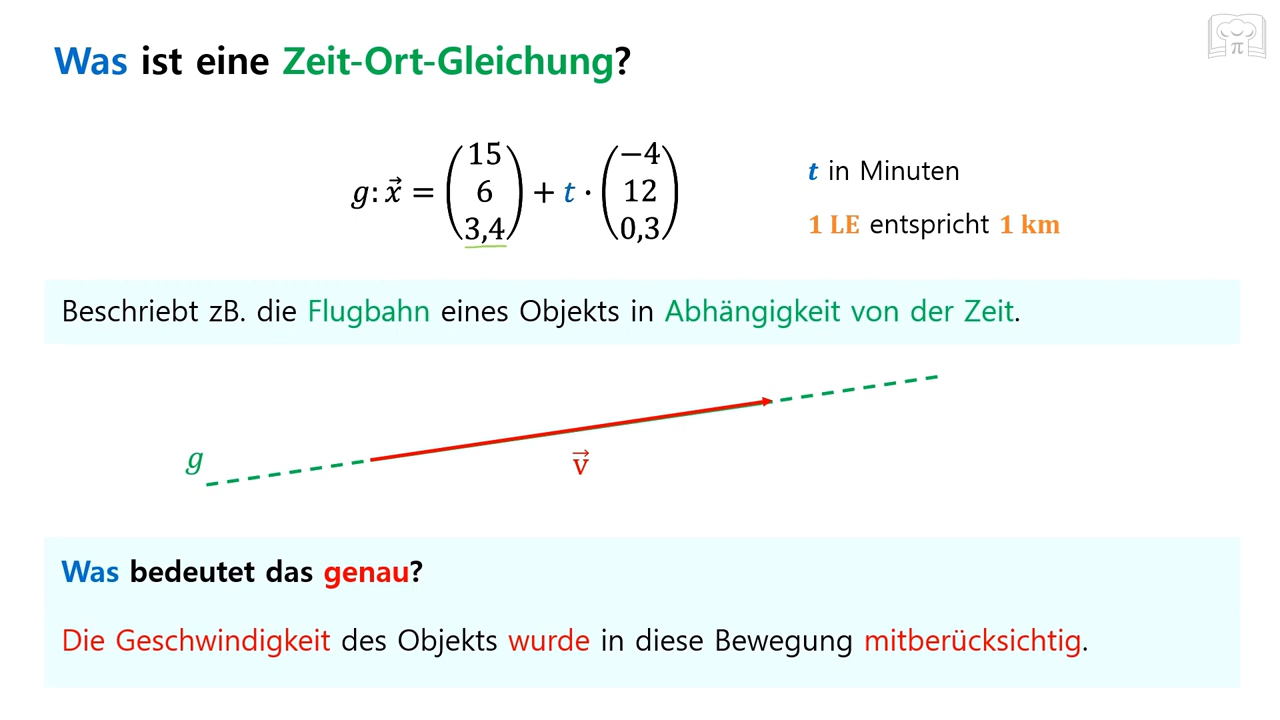 Was ist eine Zeit-Ort-Gleichung?
g: x⃗ = (15 6 3,4) + t · (−4 12 0,3)
t in Minuten
1 LE entspricht 1 km
Beschriebt zB. die Flugbahn eines Objekts in Abhängigkeit von der Zeit.
g
v⃗
Was bedeutet das genau?
Die Geschwindigkeit des Objekts wurde in diese Bewegung mitberücksichtig.
π